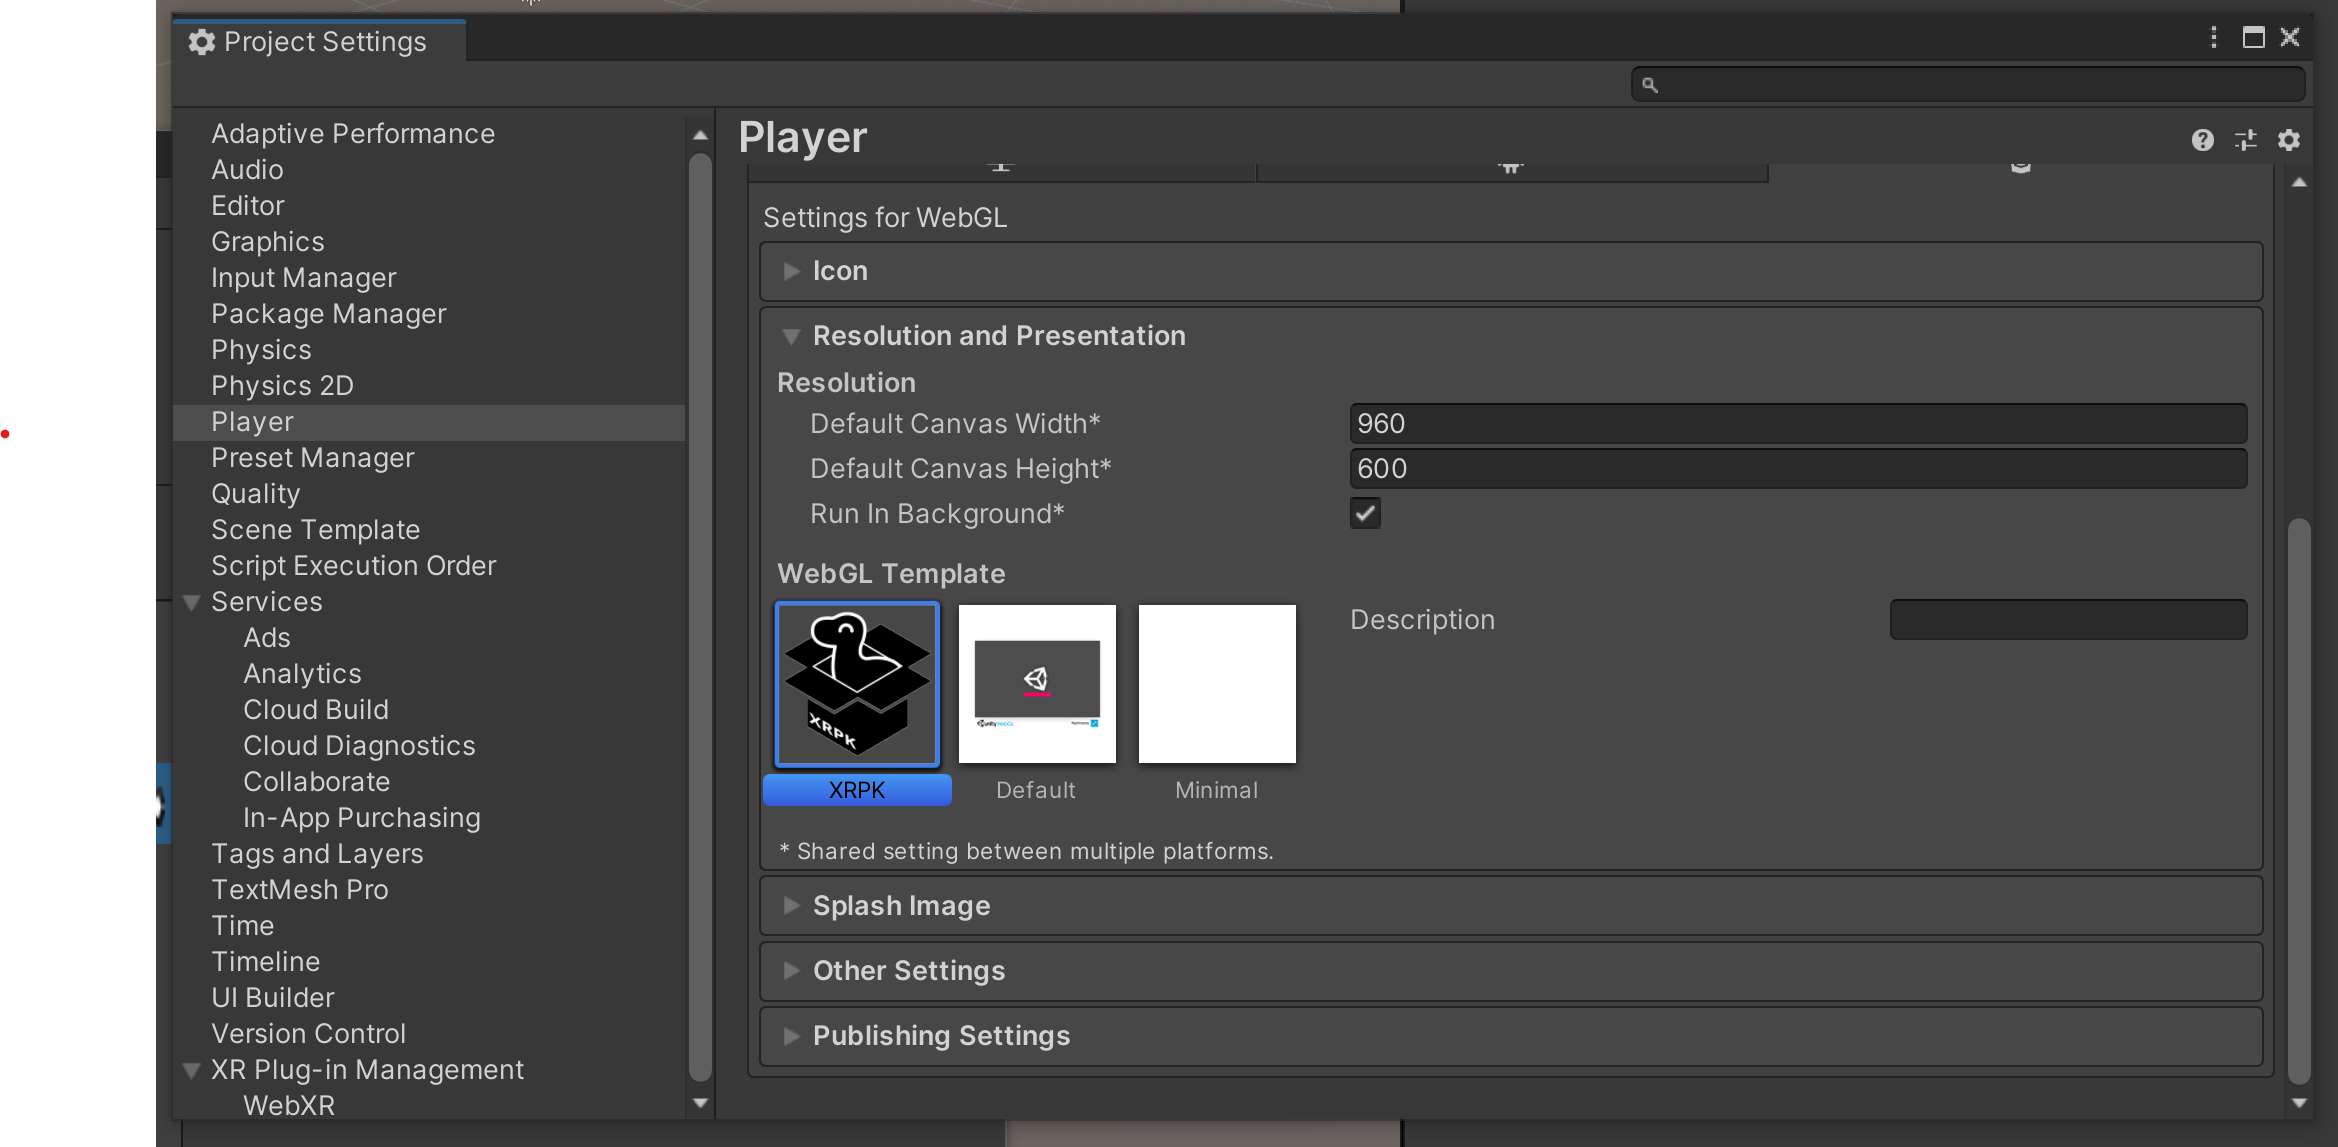 Project Settings
Adaptive Performance
Audio
Editor
Graphics
Input Manager
Package Manager
Physics
Physics 2D
Player
Preset Manager
Quality
Scene Template
Script Execution Order
Services
Ads
Analytics
Cloud Build
Cloud Diagnostics
Collaborate
In-App Purchasing
Tags and Layers
TextMesh Pro
Time
Timeline
UI Builder
Version Control
XR Plug-in Management
WebXR
Player
Settings for WebGL
Icon
Resolution and Presentation
Resolution
Default Canvas Width* 960
Default Canvas Height* 600
Run In Background*
WebGL Template
XRPK
Description
XRPK Default Minimal
* Shared setting between multiple platforms.
Splash Image
Other Settings
Publishing Settings